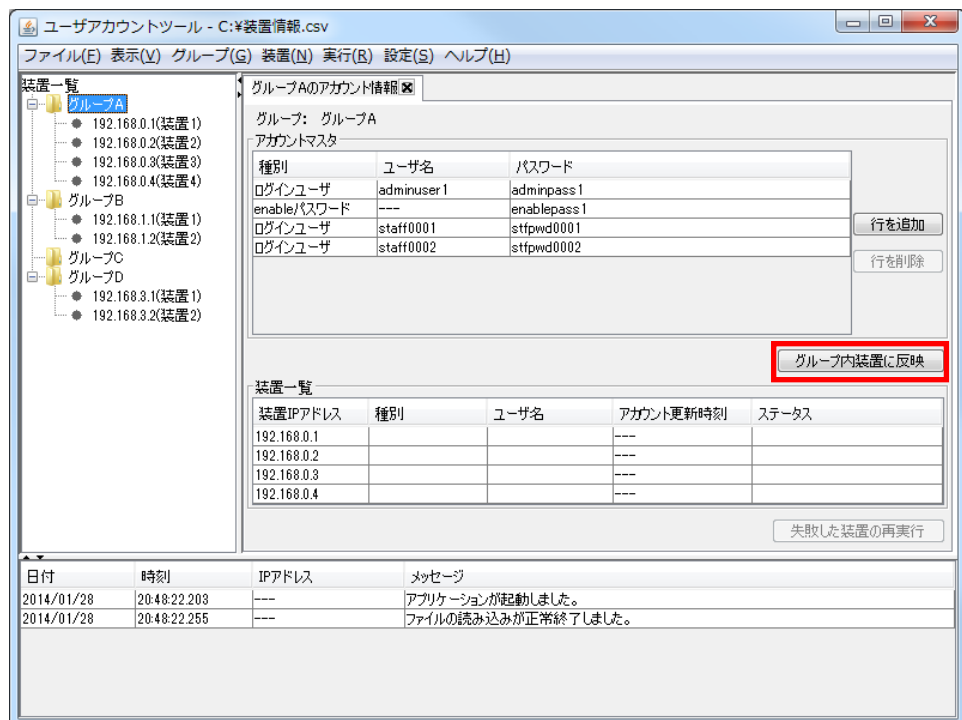 ユーザアカウントツール - C:¥装置情報.csv
ファイル(F) 表示(V) グループ(G) 装置(N) 実行(R) 設定(S) ヘルプ(H)
装置一覧
グループA
192.168.0.1(装置1)
192.168.0.2(装置2)
192.168.0.3(装置3)
192.168.0.4(装置4)
グループB
192.168.1.1(装置1)
192.168.1.2(装置2)
グループC
グループD
192.168.3.1(装置1)
192.168.3.2(装置2)
グループAのアカウント情報
グループ: グループA
アカウントマスタ
種別 ユーザ名 パスワード
ログインユーザ adminuser1 adminpass1
enableパスワード --- enablepass1
ログインユーザ staff0001 stfpwd0001
ログインユーザ staff0002 stfpwd0002
行を追加
行を削除
グループ内装置に反映
装置一覧
装置IPアドレス 種別 ユーザ名 アカウント更新時刻 ステータス
192.168.0.1 ---
192.168.0.2 ---
192.168.0.3 ---
192.168.0.4 ---
失敗した装置の再実行
日付 時刻 IPアドレス メッセージ
2014/01/28 20:48:22.203 --- アプリケーションが起動しました。
2014/01/28 20:48:22.255 --- ファイルの読み込みが正常終了しました。